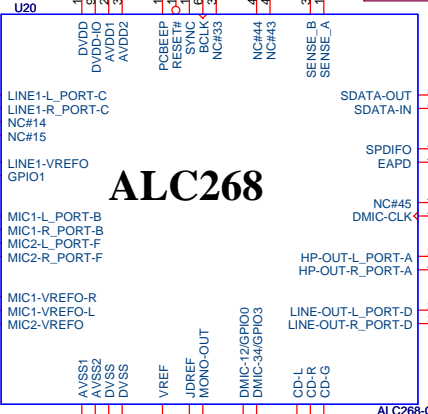 U20
DVDD
DVDD-IO
AVDD1
AVDD2
PCBEEP
RESET#
SYNC
BCLK
NC#33
NC#44
NC#43
SENSE_B
SENSE_A
LINE1-L_PORT-C
LINE1-R_PORT-C
NC#14
NC#15
LINE1-VREFO
GPIO1
MIC1-L_PORT-B
MIC1-R_PORT-B
MIC2-L_PORT-F
MIC2-R_PORT-F
MIC1-VREFO-R
MIC1-VREFO-L
MIC2-VREFO
ALC268
SDATA-OUT
SDATA-IN
SPDIFO
EAPD
NC#45
DMIC-CLK
HP-OUT-L_PORT-A
HP-OUT-R_PORT-A
LINE-OUT-L_PORT-D
LINE-OUT-R_PORT-D
AVSS1
AVSS2
DVSS
DVSS
VREF
JDREF
MONO-OUT
DMIC-12/GPIO0
DMIC-34/GPIO3
CD-L
CD-R
CD-G